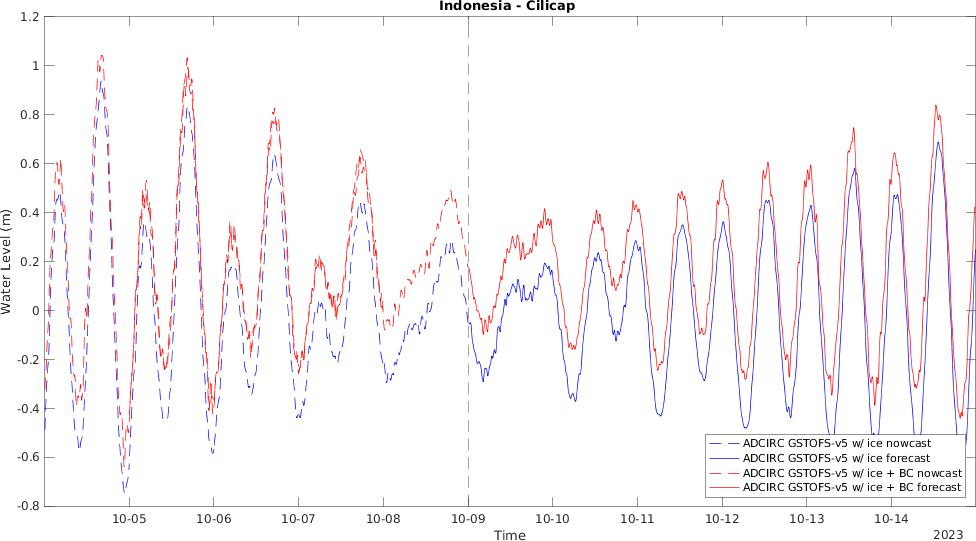 Indonesia - Cilicap
1.2
1
0.8
0.6
0.4
0.2
0
-0.2
-0.4
-0.6
-0.8
Water Level (m)
ADCIRC GSTOFS-v5 w/ ice nowcast
ADCIRC GSTOFS-v5 w/ ice forecast
ADCIRC GSTOFS-v5 w/ ice + BC nowcast
ADCIRC GSTOFS-v5 w/ ice + BC forecast
10-05 10-06 10-07 10-08 10-09 10-10 10-11 10-12 10-13 10-14
Time
2023